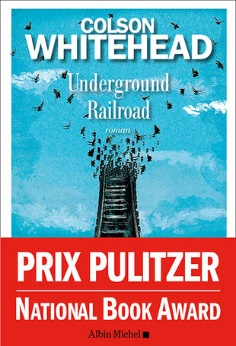 COLSON
WHITEHEAD
Underground
Railroad
roman
PRIX PULITZER
NATIONAL BOOK AWARD
Albin Michel